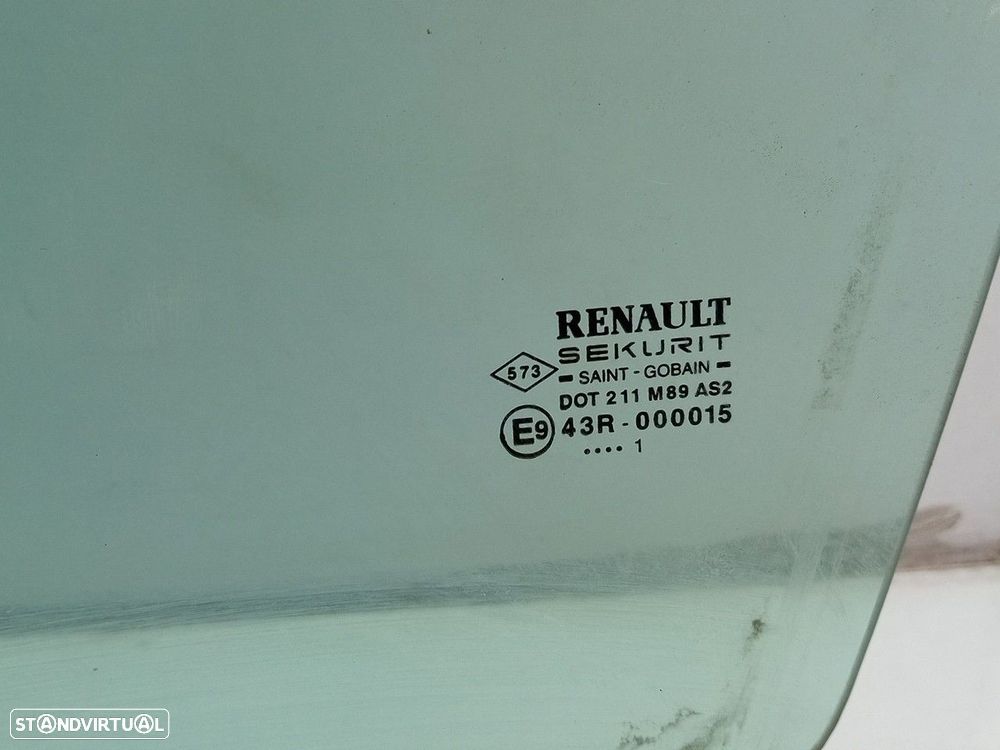 RENAULT
SEKURIT
573
SAINT - GOBAIN
DOT 211 M89 AS2
E9 43R - 000015
.... 1
STANDVIRTUAL